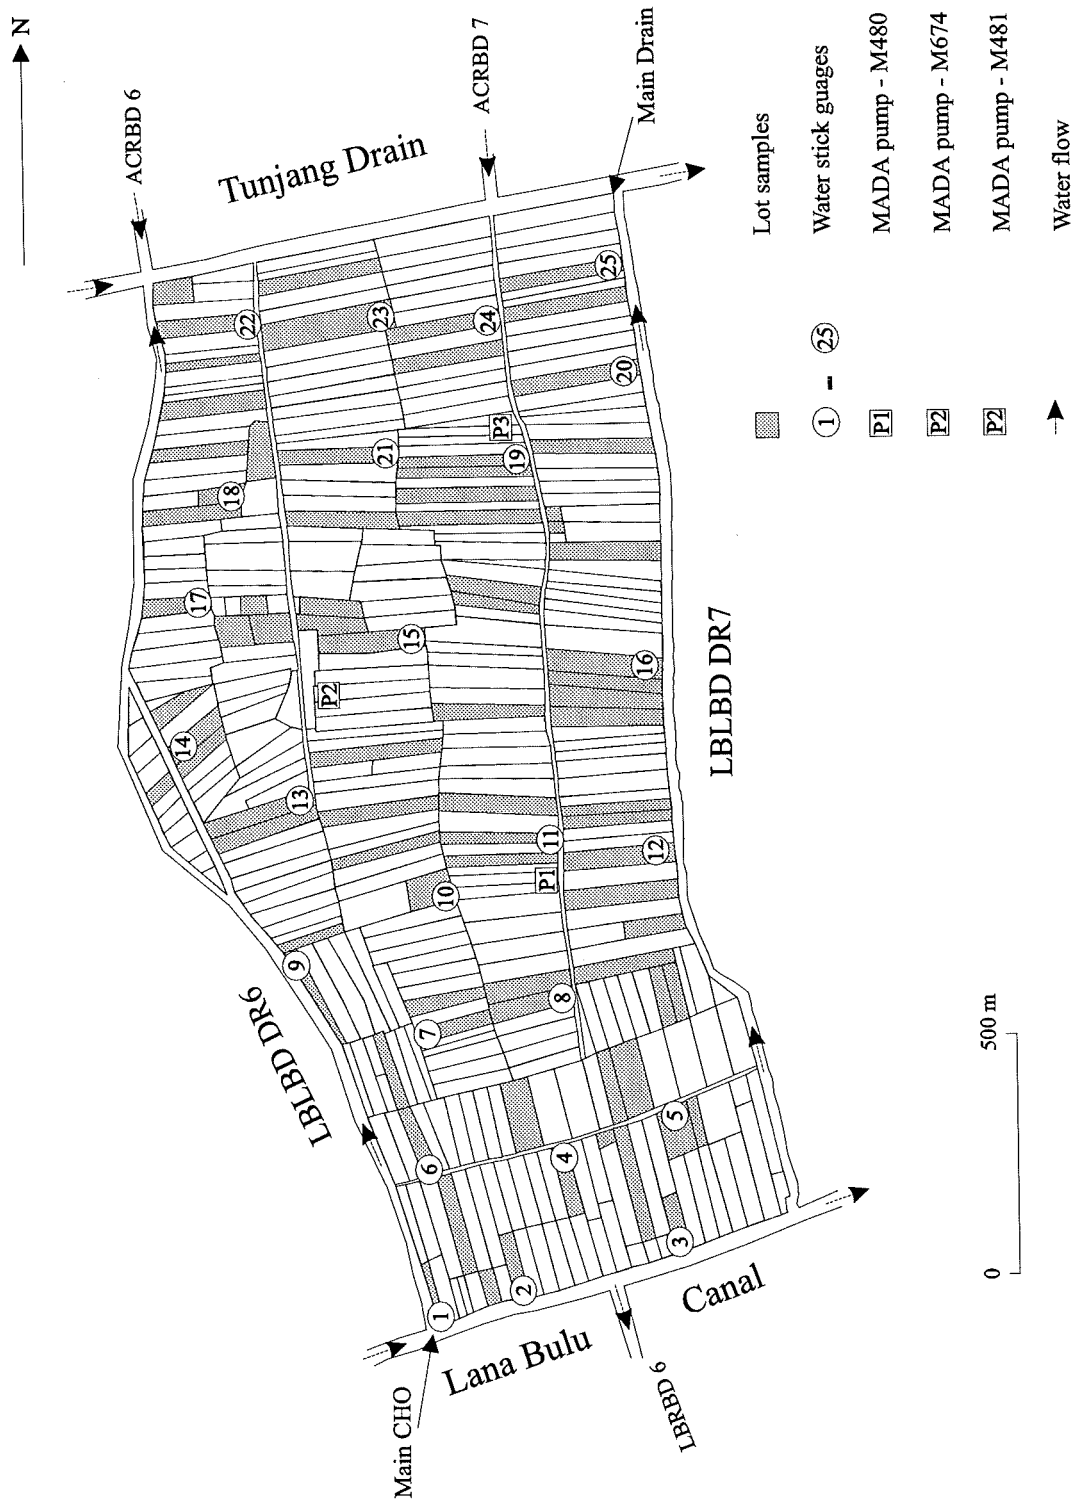 N
ACRBD 6
Tunjang Drain
ACRBD 7
Main Drain
22
23
24
25
20
P3
21
19
18
17
15
16
P2
14
13
11
12
P1
10
9
8
7
6
5
4
3
2
1
LBLBD DR6
LBLBD DR7
Main CHO
Lana Bulu
Canal
LBRBD 6
0
500 m
Lot samples
1 - 25 Water stick guages
P1 MADA pump - M480
P2 MADA pump - M674
P2 MADA pump - M481
Water flow